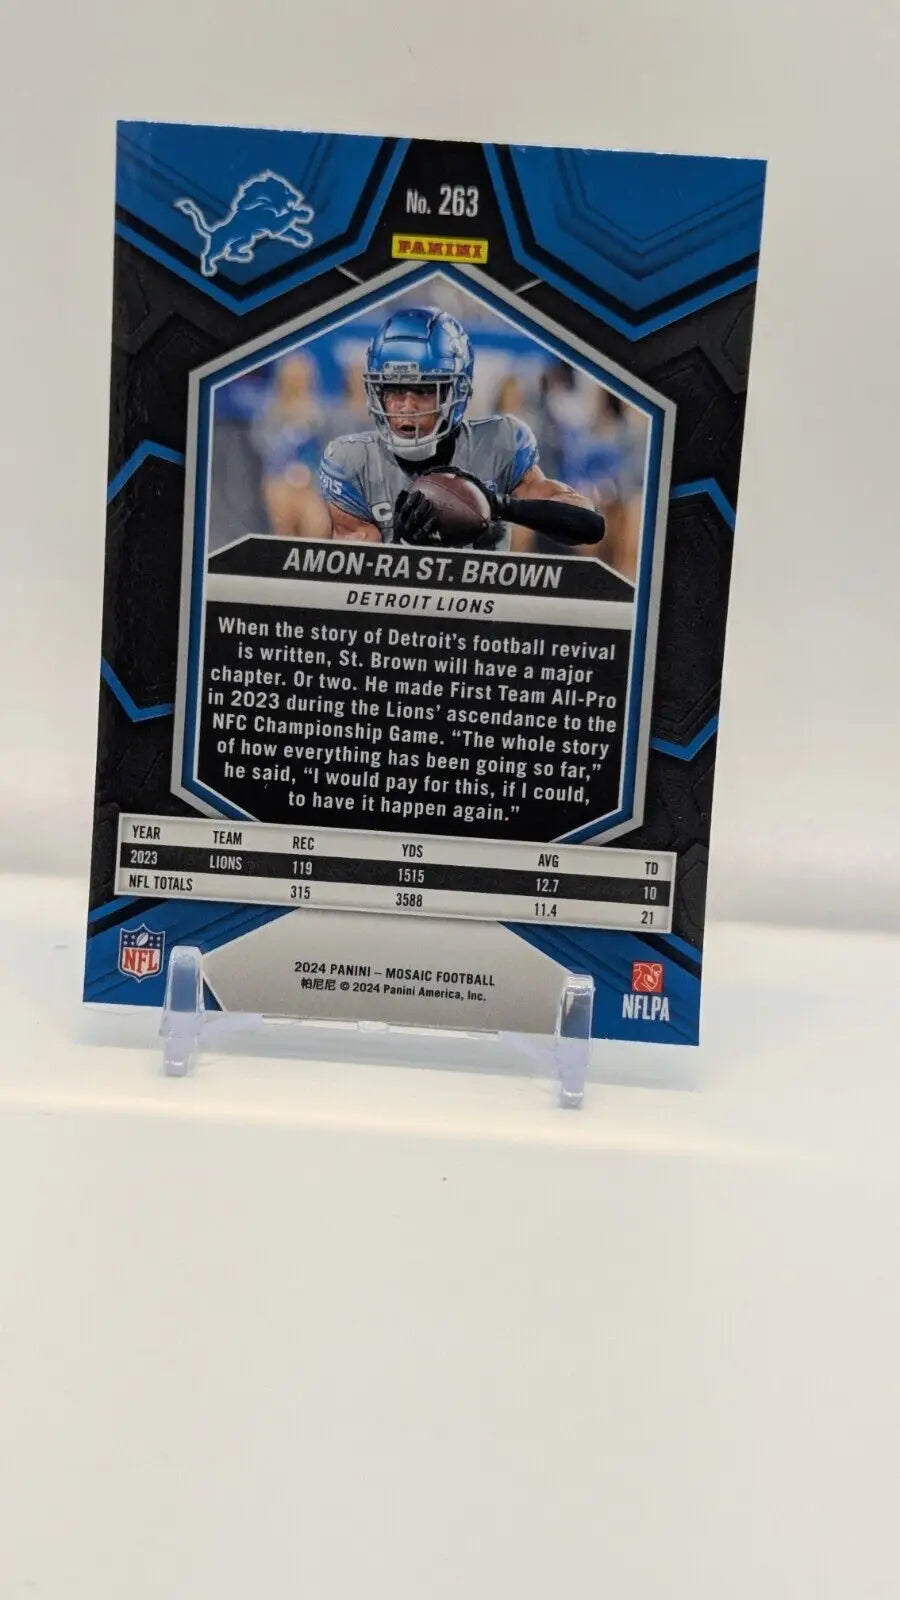 No. 263
PANINI
AMON-RA ST. BROWN
DETROIT LIONS
When the story of Detroit's football revival
is written, St. Brown will have a major
chapter. Or two. He made First Team All-Pro
in 2023 during the Lions' ascendance to the
NFC Championship Game. “The whole story
of how everything has been going so far,”
he said, “I would pay for this, if I could,
to have it happen again.”
YEAR TEAM REC YDS AVG TD
2023 LIONS 119 1515 12.7 10
NFL TOTALS 315 3588 11.4 21
NFL
2024 PANINI – MOSAIC FOOTBALL
帕尼尼 © 2024 Panini America, Inc.
NFLPA